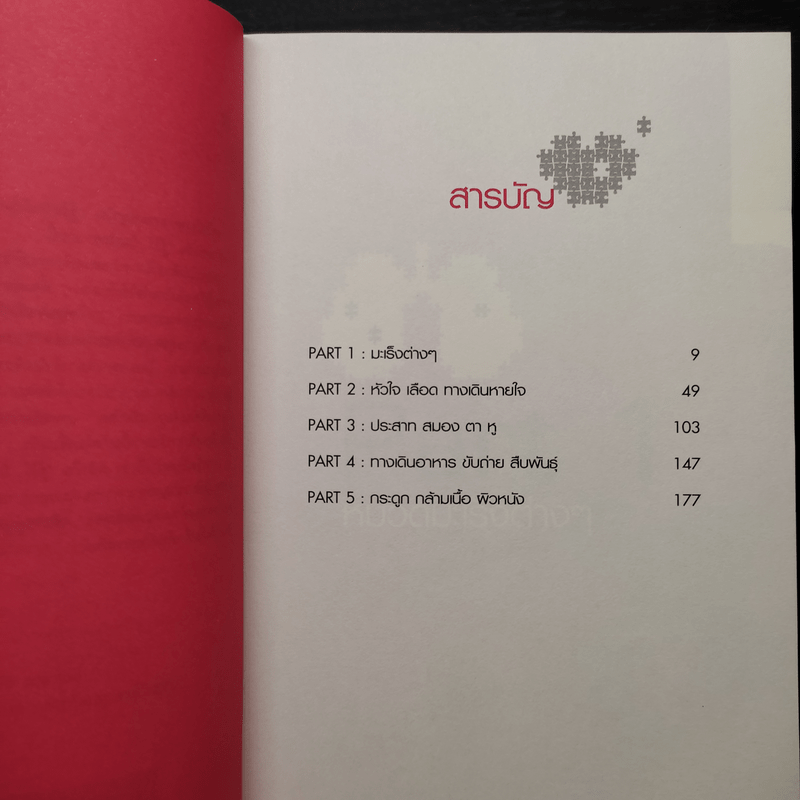 สารบัญ
PART 1 : มะเร็งต่างๆ 9
PART 2 : หัวใจ เลือด ทางเดินหายใจ 49
PART 3 : ประสาท สมอง ตา หู 103
PART 4 : ทางเดินอาหาร ขับถ่าย สืบพันธุ์ 147
PART 5 : กระดูก กล้ามเนื้อ ผิวหนัง 177